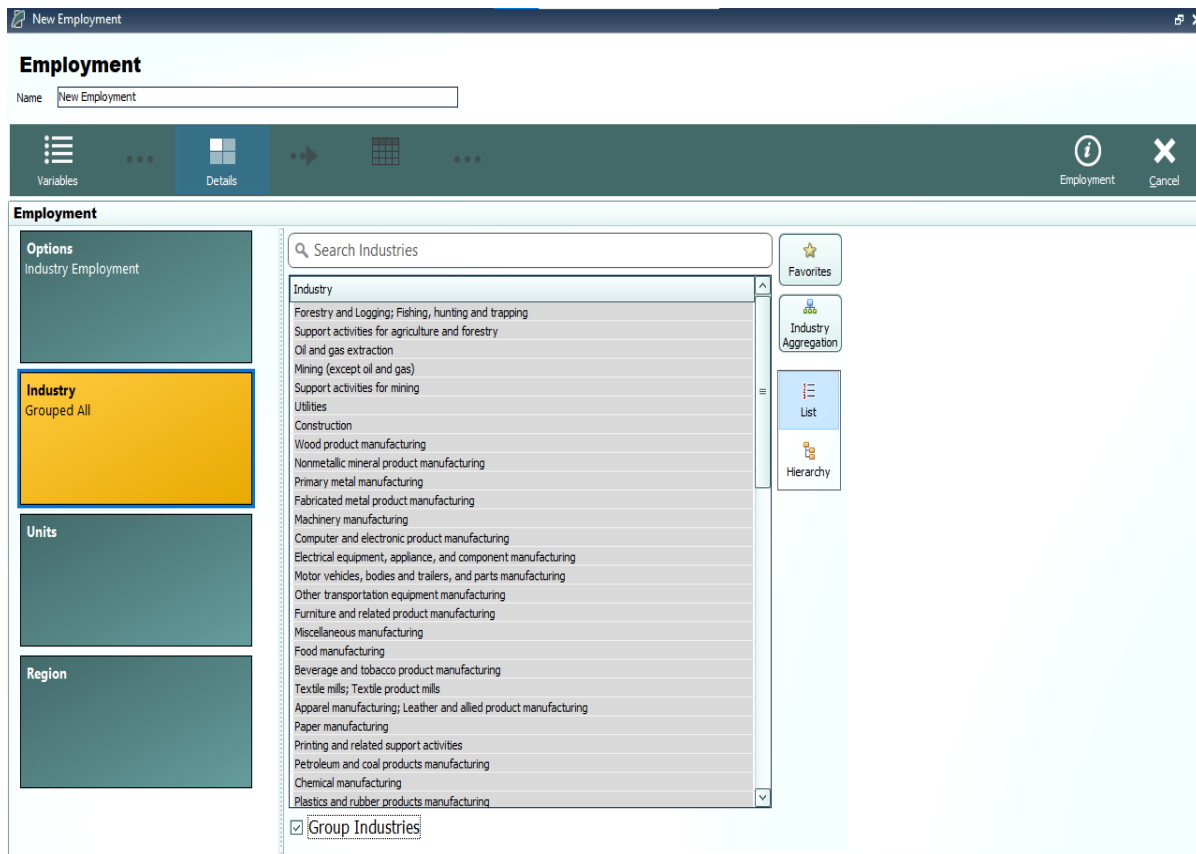 New Employment
Employment
Name New Employment
Variables
Details
Employment
Cancel
Employment
Options
Industry Employment
Industry
Grouped All
Units
Region
Search Industries
Industry
Forestry and Logging; Fishing, hunting and trapping
Support activities for agriculture and forestry
Oil and gas extraction
Mining (except oil and gas)
Support activities for mining
Utilities
Construction
Wood product manufacturing
Nonmetallic mineral product manufacturing
Primary metal manufacturing
Fabricated metal product manufacturing
Machinery manufacturing
Computer and electronic product manufacturing
Electrical equipment, appliance, and component manufacturing
Motor vehicles, bodies and trailers, and parts manufacturing
Other transportation equipment manufacturing
Furniture and related product manufacturing
Miscellaneous manufacturing
Food manufacturing
Beverage and tobacco product manufacturing
Textile mills; Textile product mills
Apparel manufacturing; Leather and allied product manufacturing
Paper manufacturing
Printing and related support activities
Petroleum and coal products manufacturing
Chemical manufacturing
Plastics and rubber products manufacturing
Group Industries
Favorites
Industry
Aggregation
List
Hierarchy